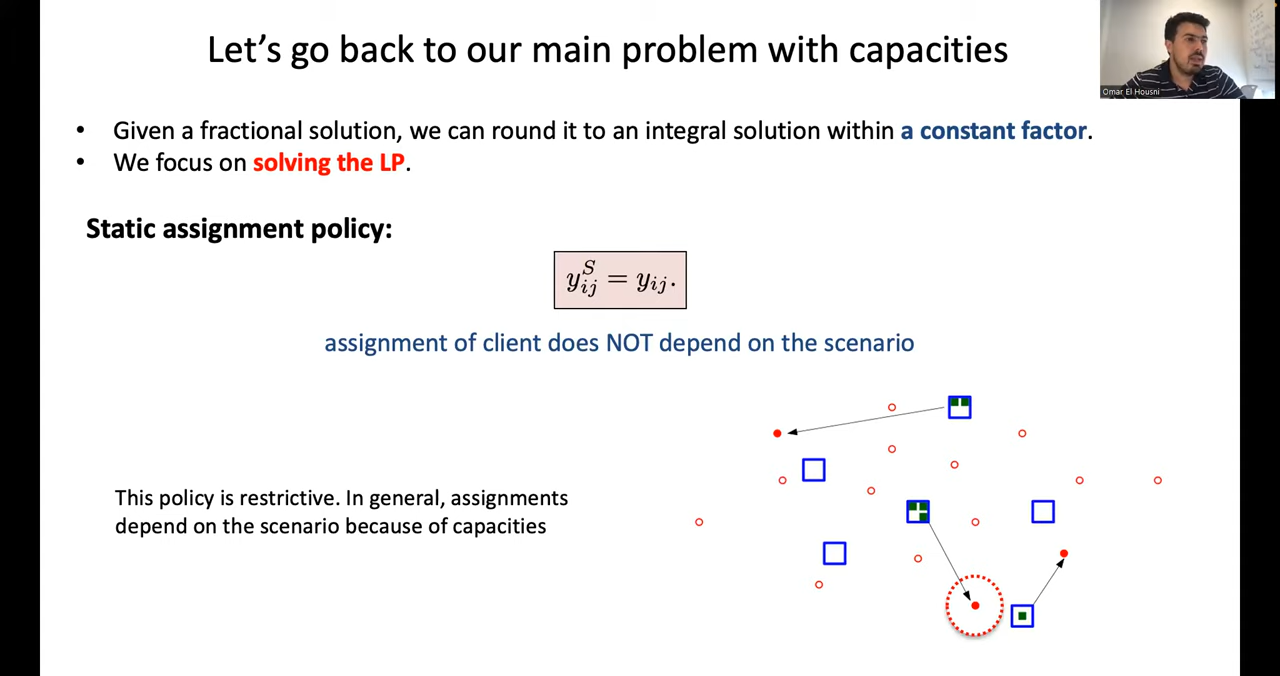 Let's go back to our main problem with capacities
Omar El Housni
• Given a fractional solution, we can round it to an integral solution within a constant factor.
• We focus on solving the LP.
Static assignment policy:
$y_{ij}^{S} = y_{ij}.$
assignment of client does NOT depend on the scenario
This policy is restrictive. In general, assignments
depend on the scenario because of capacities